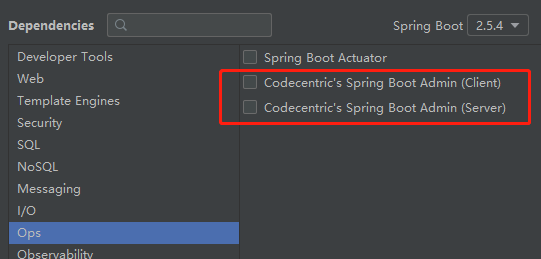 Dependencies
Spring Boot 2.5.4
Developer Tools
Web
Template Engines
Security
SQL
NoSQL
Messaging
I/O
Ops
Observability
Spring Boot Actuator
Codecentric's Spring Boot Admin (Client)
Codecentric's Spring Boot Admin (Server)